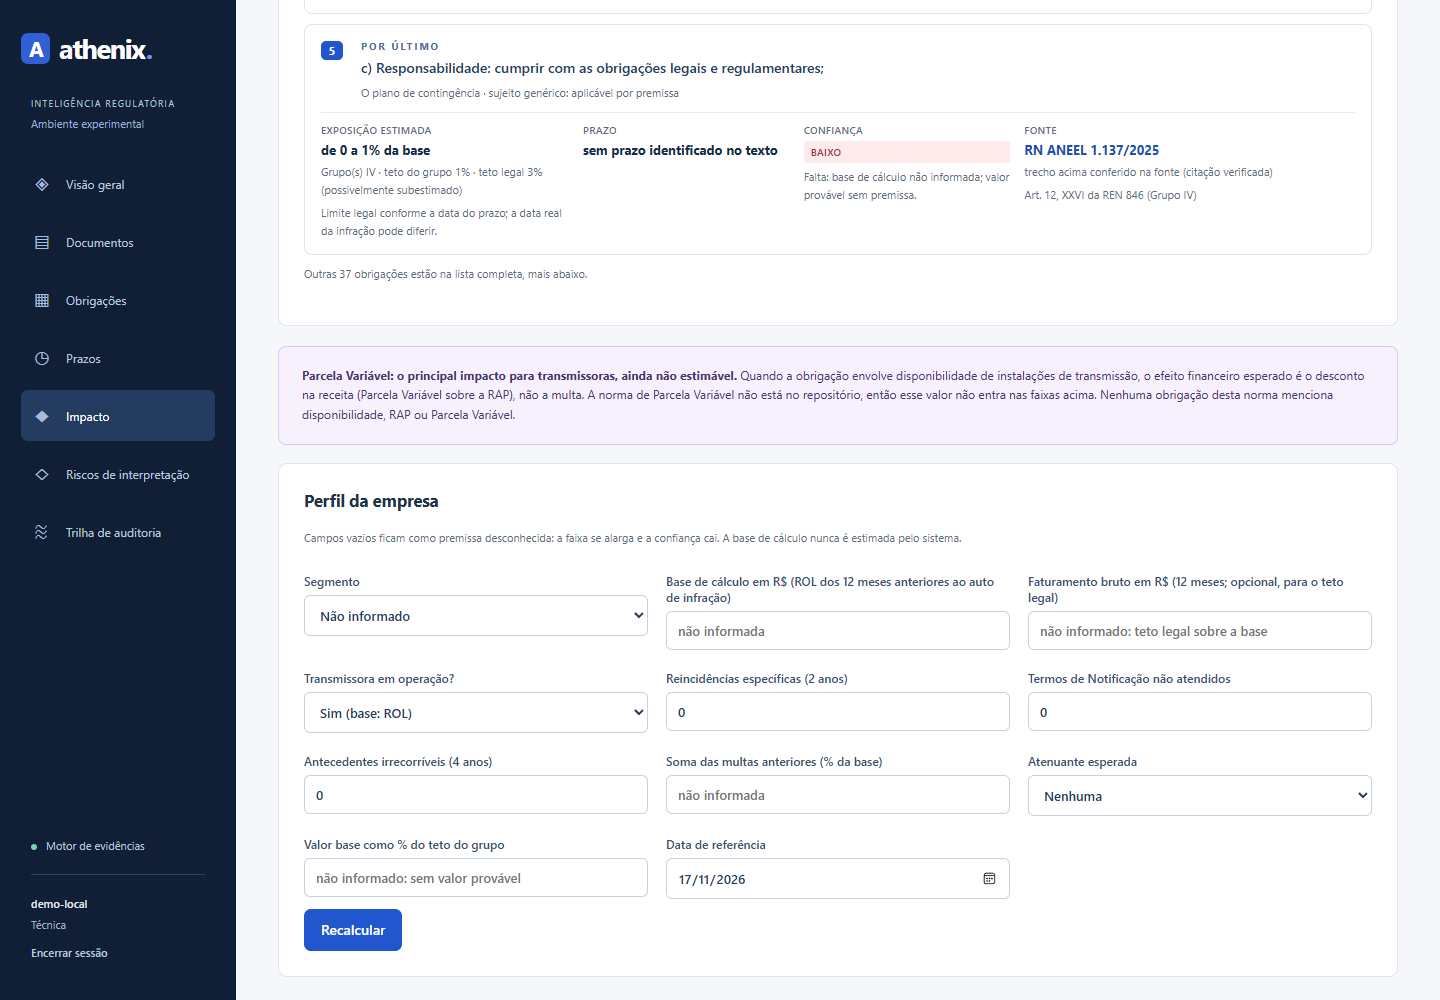 A athenix.
INTELIGÊNCIA REGULATÓRIA
Ambiente experimental
Visão geral
Documentos
Obrigações
Prazos
Impacto
Riscos de interpretação
Trilha de auditoria
Motor de evidências
demo-local
Técnica
Encerrar sessão
5
POR ÚLTIMO
c) Responsabilidade: cumprir com as obrigações legais e regulamentares;
O plano de contingência · sujeito genérico: aplicável por premissa
EXPOSIÇÃO ESTIMADA
de 0 a 1% da base
Grupo(s) IV · teto do grupo 1% · teto legal 3%
(possivelmente subestimado)
Limite legal conforme a data do prazo; a data real
da infração pode diferir.
PRAZO
sem prazo identificado no texto
CONFIANÇA
BAIXO
Falta: base de cálculo não informada; valor
provável sem premissa.
FONTE
RN ANEEL 1.137/2025
trecho acima conferido na fonte (citação verificada)
Art. 12, XXVI da REN 846 (Grupo IV)
Outras 37 obrigações estão na lista completa, mais abaixo.
Parcela Variável: o principal impacto para transmissoras, ainda não estimável. Quando a obrigação envolve disponibilidade de instalações de transmissão, o efeito financeiro esperado é o desconto
na receita (Parcela Variável sobre a RAP), não a multa. A norma de Parcela Variável não está no repositório, então esse valor não entra nas faixas acima. Nenhuma obrigação desta norma menciona
disponibilidade, RAP ou Parcela Variável.
Perfil da empresa
Campos vazios ficam como premissa desconhecida: a faixa se alarga e a confiança cai. A base de cálculo nunca é estimada pelo sistema.
Segmento
Não informado
Base de cálculo em R$ (ROL dos 12 meses anteriores ao auto
de infração)
não informada
Faturamento bruto em R$ (12 meses; opcional, para o teto
legal)
não informado: teto legal sobre a base
Transmissora em operação?
Sim (base: ROL)
Reincidências específicas (2 anos)
0
Termos de Notificação não atendidos
0
Antecedentes irrecorríveis (4 anos)
0
Soma das multas anteriores (% da base)
não informada
Atenuante esperada
Nenhuma
Valor base como % do teto do grupo
não informado: sem valor provável
Data de referência
17/11/2026
Recalcular